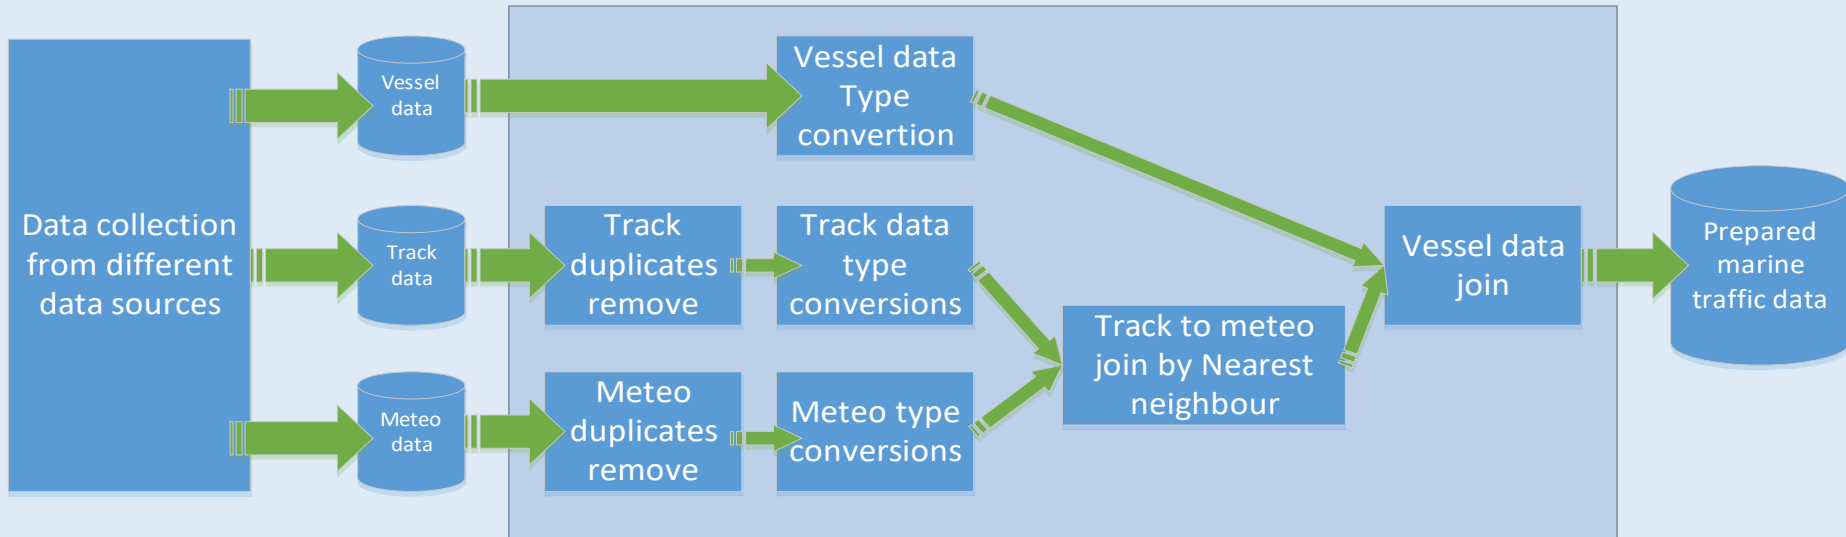 Data collection
from different
data sources
Vessel
data
Track
data
Meteo
data
Vessel data
Type
convertion
Track
duplicates
remove
Track data
type
conversions
Meteo
duplicates
remove
Meteo type
conversions
Track to meteo
join by Nearest
neighbour
Vessel data
join
Prepared
marine
traffic data